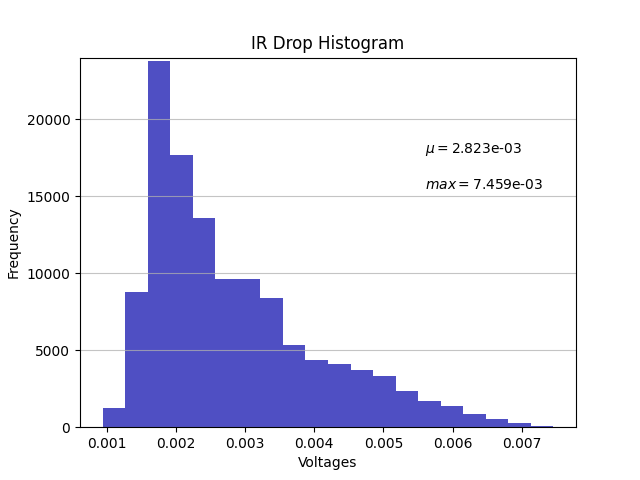 IR Drop Histogram
20000
15000
10000
5000
0
Frequency
μ = 2.823e-03
max = 7.459e-03
0.001 0.002 0.003 0.004 0.005 0.006 0.007
Voltages